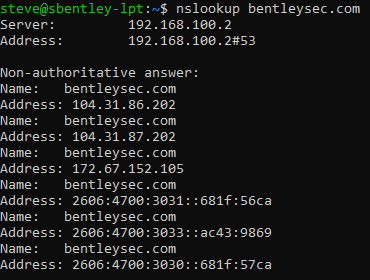 steve@sbentley-lpt:~$ nslookup bentleysec.com
Server:         192.168.100.2
Address:        192.168.100.2#53

Non-authoritative answer:
Name:   bentleysec.com
Address: 104.31.86.202
Name:   bentleysec.com
Address: 104.31.87.202
Name:   bentleysec.com
Address: 172.67.152.105
Name:   bentleysec.com
Address: 2606:4700:3031::681f:56ca
Name:   bentleysec.com
Address: 2606:4700:3033::ac43:9869
Name:   bentleysec.com
Address: 2606:4700:3030::681f:57ca